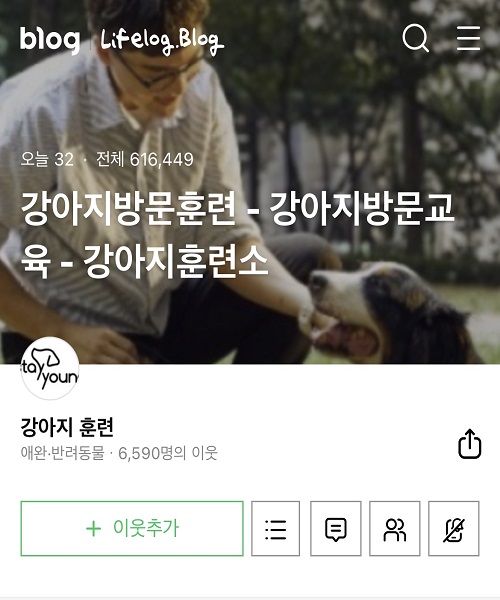 blog Lifelog.Blog
오늘 32 · 전체 616,449
강아지방문훈련 - 강아지방문교
육 - 강아지훈련소
tay
youn
강아지 훈련
애완·반려동물 · 6,590명의 이웃
+ 이웃추가